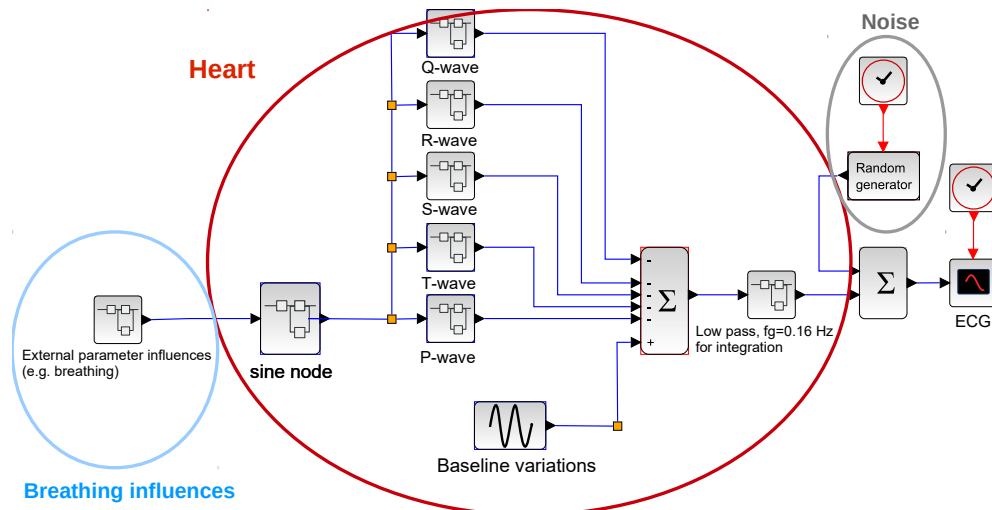 Noise
Heart
Q-wave
R-wave
Random
generator
S-wave
T-wave
-
-
-
-
-
+
Σ
Σ
ECG
External parameter influences
(e.g. breathing)
sine node
P-wave
Low pass, fg=0.16 Hz
for integration
Baseline variations
Breathing influences